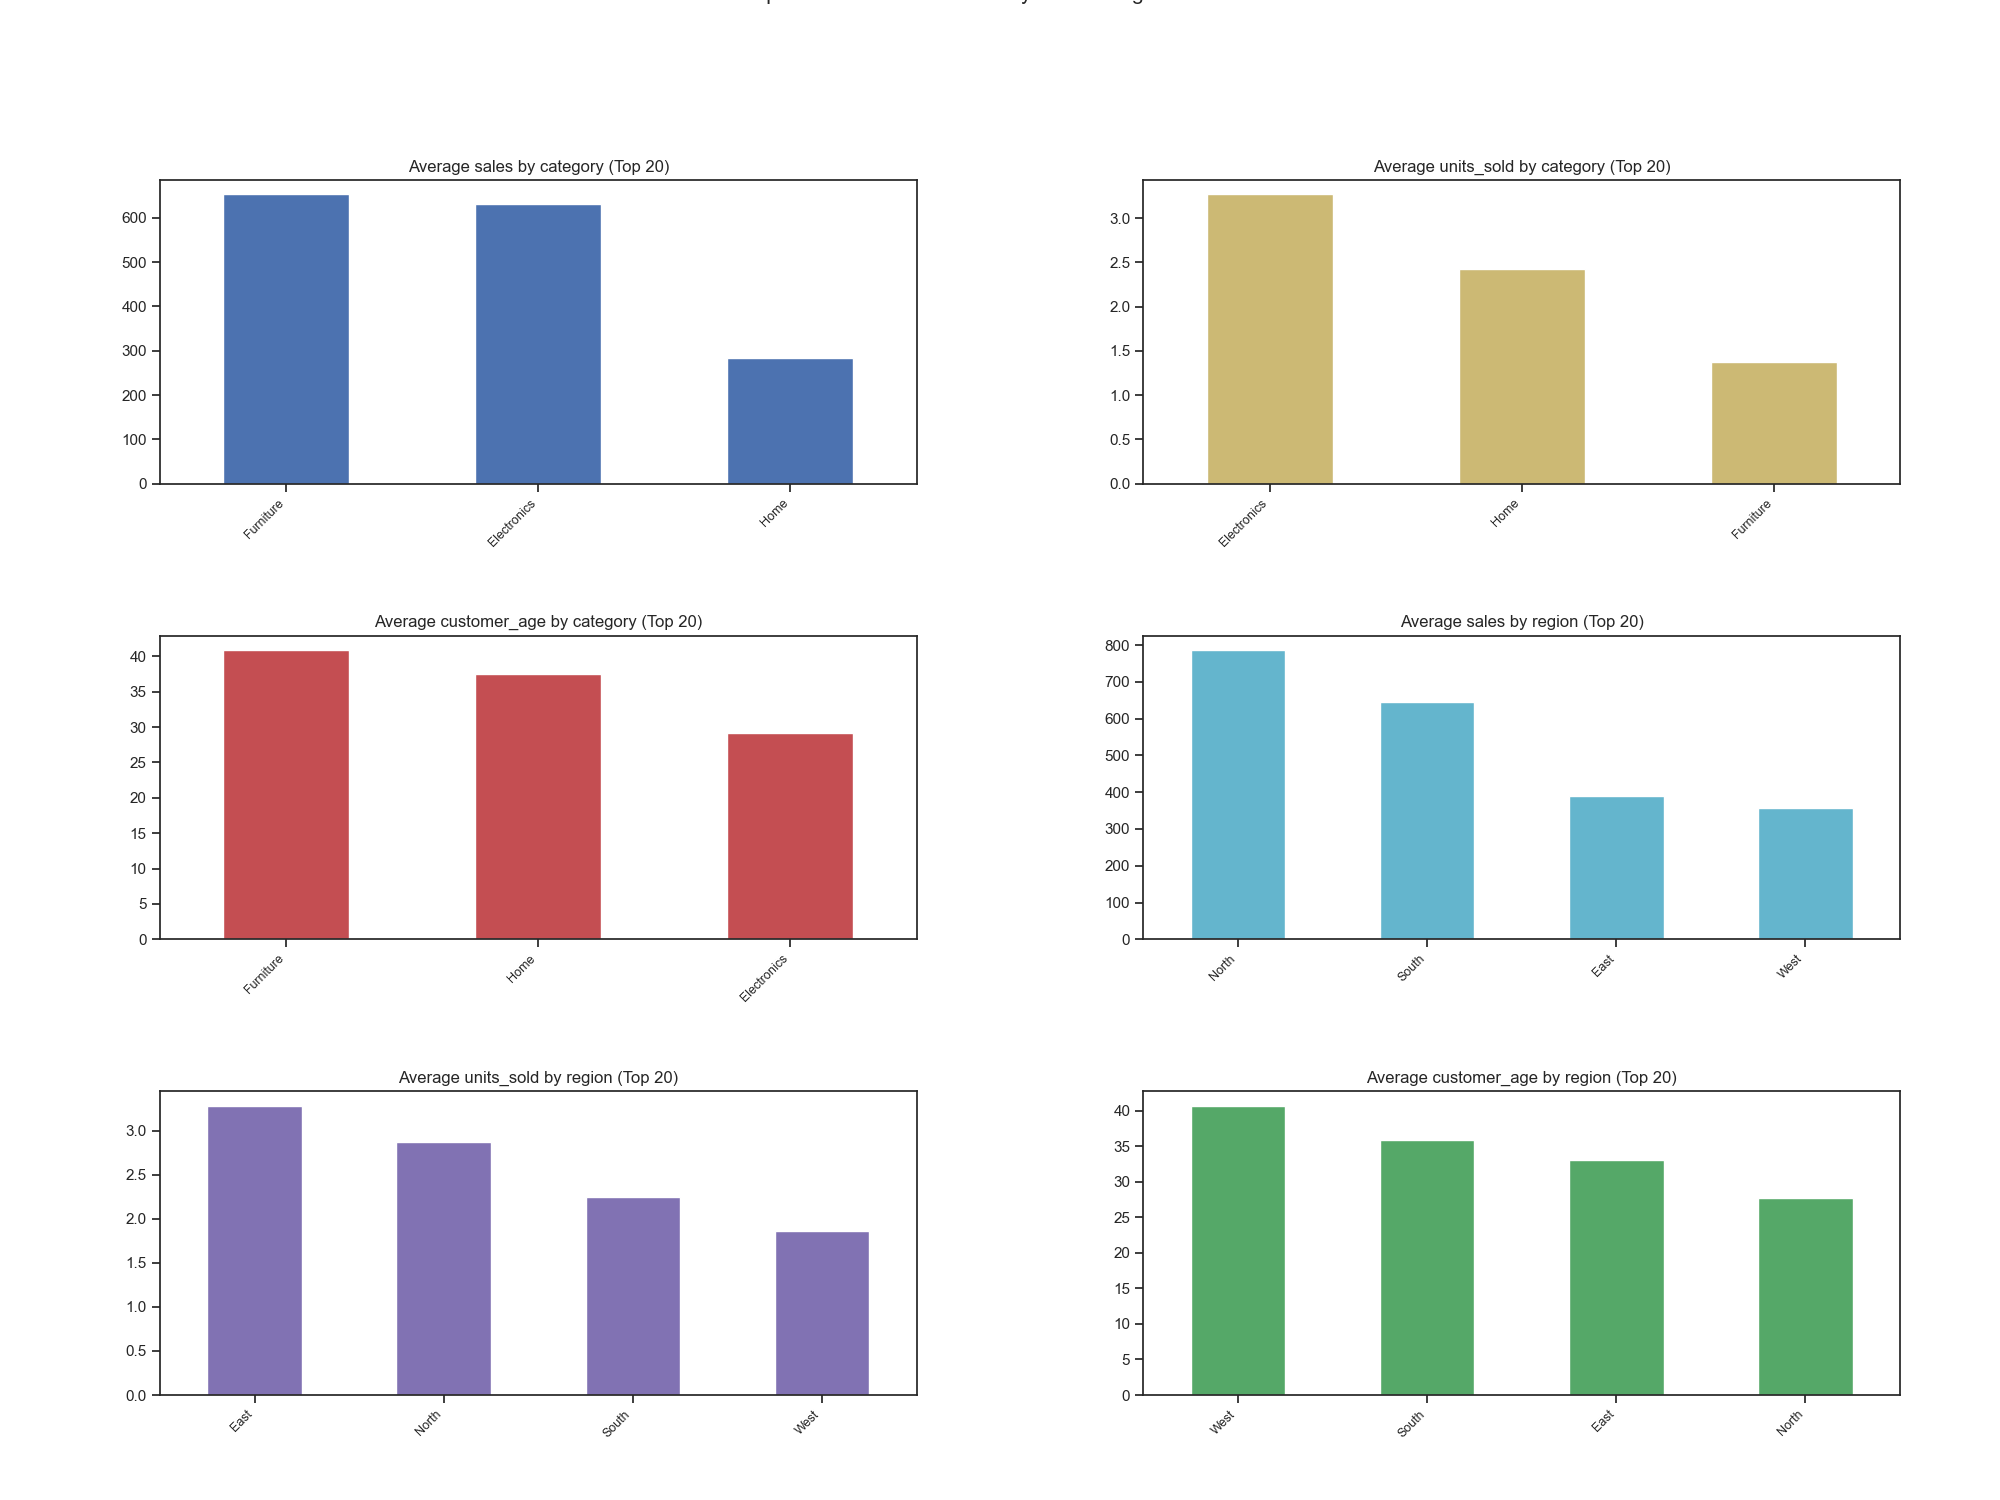 Average sales by category (Top 20)
600
500
400
300
200
100
0
Furniture
Electronics
Home
Average units_sold by category (Top 20)
3.0
2.5
2.0
1.5
1.0
0.5
0.0
Electronics
Home
Furniture
Average customer_age by category (Top 20)
40
35
30
25
20
15
10
5
0
Furniture
Home
Electronics
Average sales by region (Top 20)
800
700
600
500
400
300
200
100
0
North
South
East
West
Average units_sold by region (Top 20)
3.0
2.5
2.0
1.5
1.0
0.5
0.0
East
North
South
West
Average customer_age by region (Top 20)
40
35
30
25
20
15
10
5
0
West
South
East
North